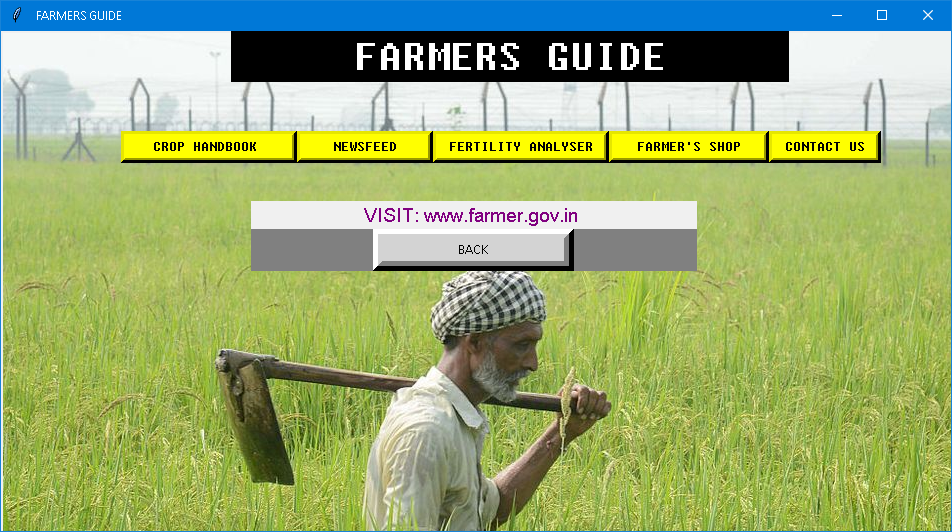 FARMERS GUIDE
FARMERS GUIDE
CROP HANDBOOK NEWSFEED FERTILITY ANALYSER FARMER'S SHOP CONTACT US
VISIT: www.farmer.gov.in
BACK